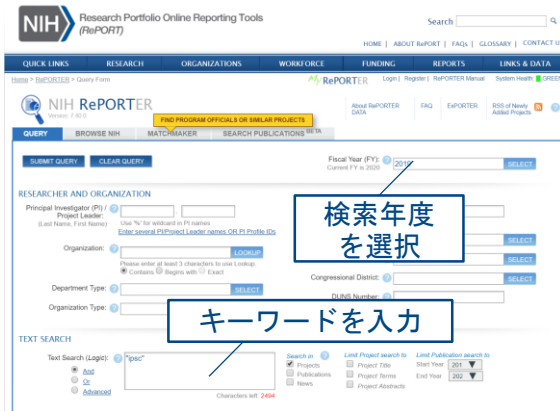 NIH Research Portfolio Online Reporting Tools
(RePORT)
Search
HOME | ABOUT RePORT | FAQs | GLOSSARY | CONTACT U
QUICK LINKS RESEARCH ORGANIZATIONS WORKFORCE FUNDING REPORTS LINKS & DATA
Home > RePORTER > Query Form
My RePORTER Login | Register | RePORTER Manual System Health: GREEN
NIH RePORTER
Version 7.40.0
About RePORTER DATA FAQ ExPORTER RSS of Newly Added Projects
FIND PROGRAM OFFICIALS OR SIMILAR PROJECTS
QUERY BROWSE NIH MATCHMAKER SEARCH PUBLICATIONS BETA
SUBMIT QUERY CLEAR QUERY
Fiscal Year (FY): SELECT
Current FY is 2020
RESEARCHER AND ORGANIZATION
Principal Investigator (PI) /
Project Leader:
(Last Name, First Name) Use '%' for wildcard in PI names
Enter several PI/Project Leader names OR PI Profile IDs
検索年度
を選択
Organization: LOOKUP SELECT
Please enter at least 3 characters to use Lookup.
Contains Begins with Exact
SELECT
Congressional District: SELECT
Department Type: SELECT
DUNS Number:
Organization Type:
キーワードを入力
TEXT SEARCH
Text Search (Logic): "ipsc"
And
Or
Advanced
Characters left: 2494
Search in
Projects
Publications
News
Limit Project search to
Project Title
Project Terms
Project Abstracts
Limit Publication search to
Start Year 201
End Year 202